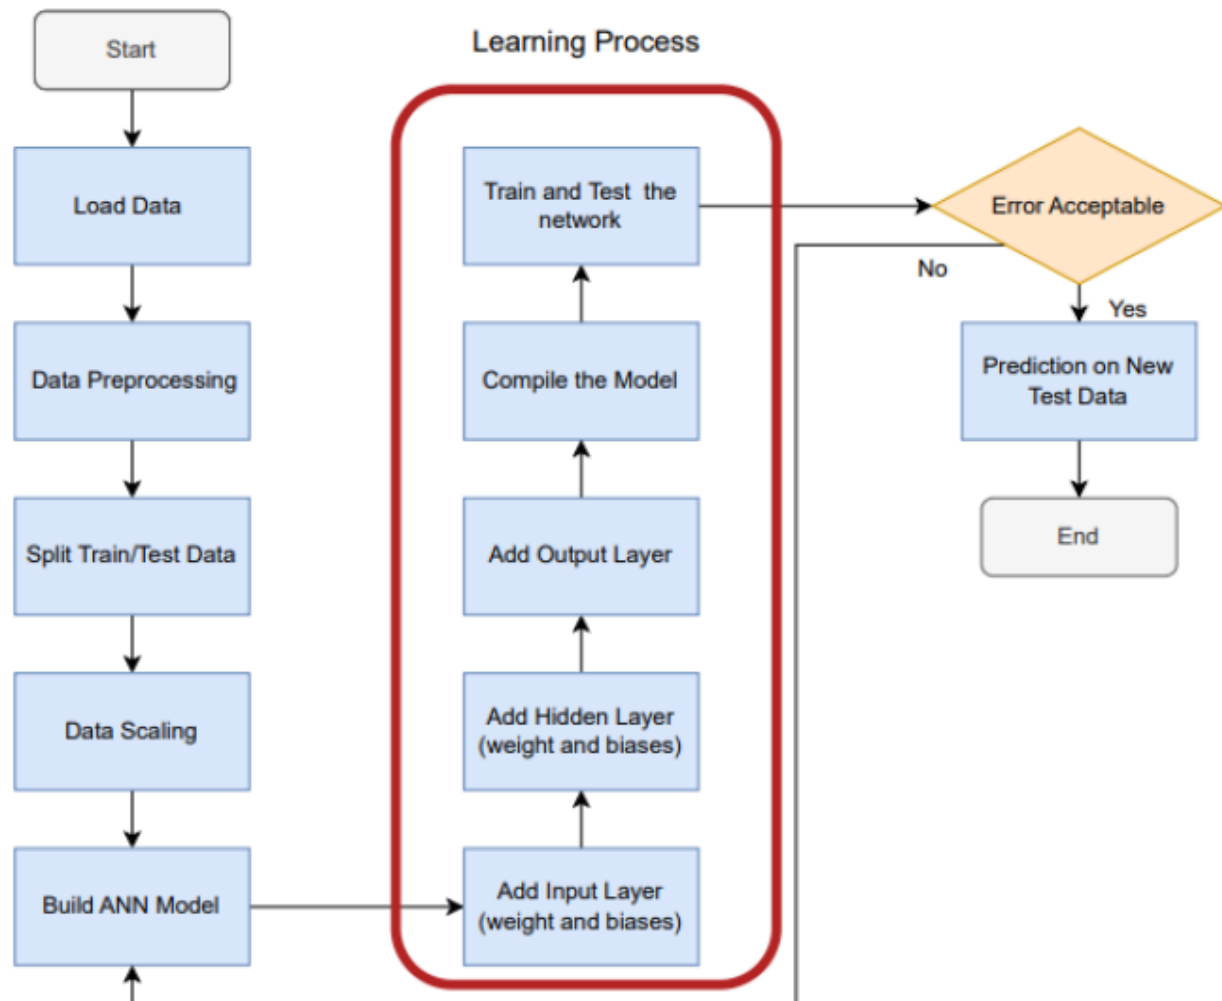 Start
Learning Process
Load Data
Data Preprocessing
Split Train/Test Data
Data Scaling
Build ANN Model
Train and Test the
network
Compile the Model
Add Output Layer
Add Hidden Layer
(weight and biases)
Add Input Layer
(weight and biases)
Error Acceptable
No
Yes
Prediction on New
Test Data
End